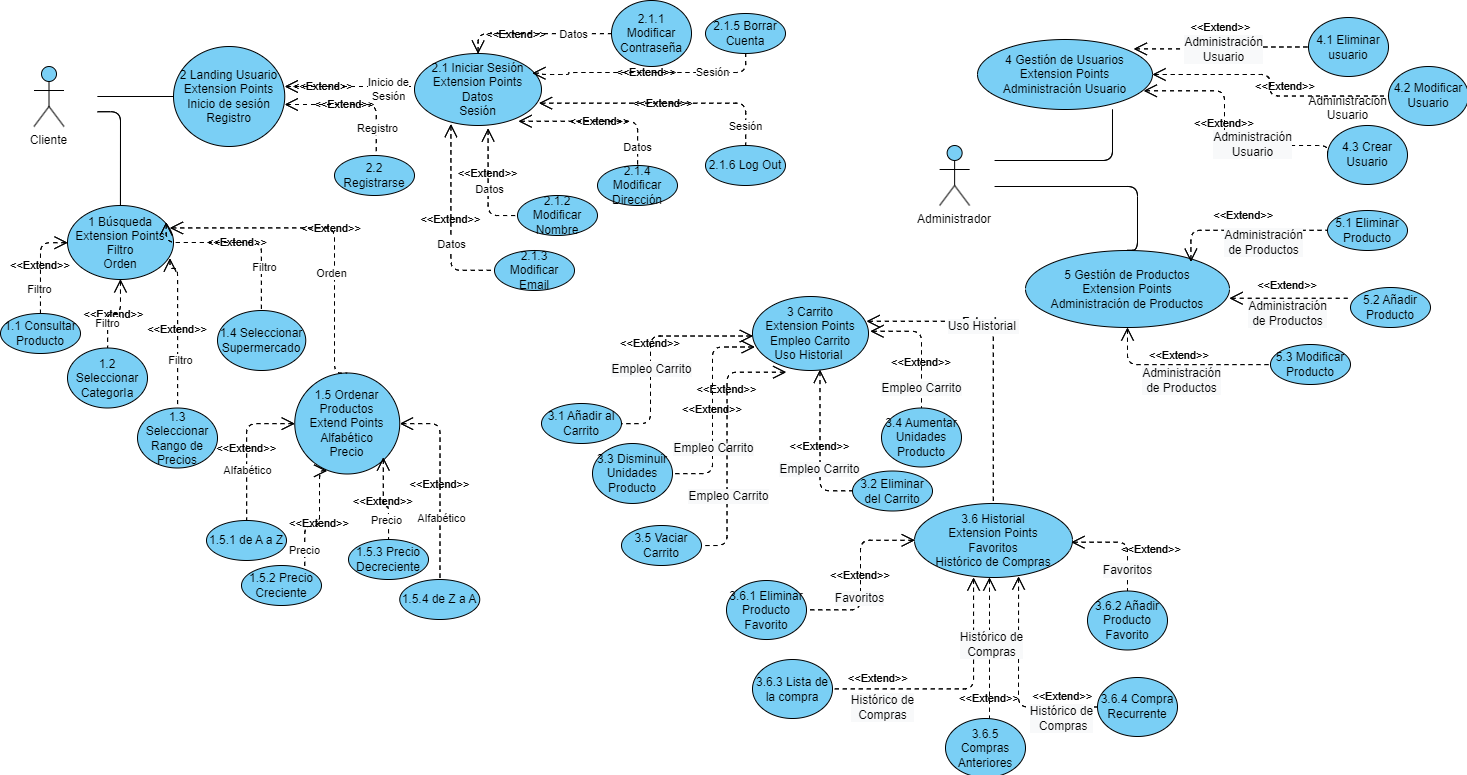 Cliente
2 Landing Usuario
Extension Points
Inicio de sesión
Registro
<<Extend>>
Inicio de
Sesión
<<Extend>>
Registro
2.2
Registrarse
2.1 Iniciar Sesión
Extension Points
Datos
Sesión
<<Extend>>
Datos
2.1.1
Modificar
Contraseña
2.1.5 Borrar
Cuenta
<<Extend>>
Sesión
<<Extend>>
Sesión
2.1.6 Log Out
<<Extend>>
Datos
2.1.4
Modificar
Dirección
<<Extend>>
Datos
2.1.2
Modificar
Nombre
<<Extend>>
Datos
2.1.3
Modificar
Email
1 Búsqueda
Extension Points
Filtro
Orden
<<Extend>>
Filtro
1.1 Consultar
Producto
<<Extend>>
Filtro
1.2
Seleccionar
Categoría
<<Extend>>
Filtro
1.3
Seleccionar
Rango de
Precios
<<Extend>>
Filtro
1.4 Seleccionar
Supermercado
<<Extend>>
Orden
1.5 Ordenar
Productos
Extend Points
Alfabético
Precio
<<Extend>>
Alfabético
1.5.1 de A a Z
<<Extend>>
Precio
1.5.2 Precio
Creciente
<<Extend>>
Precio
1.5.3 Precio
Decreciente
<<Extend>>
Alfabético
1.5.4 de Z a A
4 Gestión de Usuarios
Extension Points
Administración Usuario
<<Extend>>
Administración
Usuario
4.1 Eliminar
usuario
<<Extend>>
Administración
Usuario
4.2 Modificar
Usuario
<<Extend>>
Administración
Usuario
4.3 Crear
Usuario
Administrador
5 Gestión de Productos
Extension Points
Administración de Productos
<<Extend>>
Administración
de Productos
5.1 Eliminar
Producto
<<Extend>>
Administración
de Productos
5.2 Añadir
Producto
<<Extend>>
Administración
de Productos
5.3 Modificar
Producto
3 Carrito
Extension Points
Empleo Carrito
Uso Historial
Uso Historial
<<Extend>>
Empleo Carrito
3.1 Añadir al
Carrito
<<Extend>>
<<Extend>>
Empleo Carrito
3.3 Disminuir
Unidades
Producto
Empleo Carrito
3.5 Vaciar
Carrito
<<Extend>>
Empleo Carrito
3.4 Aumentar
Unidades
Producto
<<Extend>>
Empleo Carrito
3.2 Eliminar
del Carrito
3.6 Historial
Extension Points
Favoritos
Histórico de Compras
<<Extend>>
Favoritos
3.6.1 Eliminar
Producto
Favorito
<<Extend>>
Favoritos
3.6.2 Añadir
Producto
Favorito
Histórico de
Compras
3.6.3 Lista de
la compra
<<Extend>>
Histórico de
Compras
<<Extend>>
3.6.5
Compras
Anteriores
<<Extend>>
Histórico de
Compras
3.6.4 Compra
Recurrente